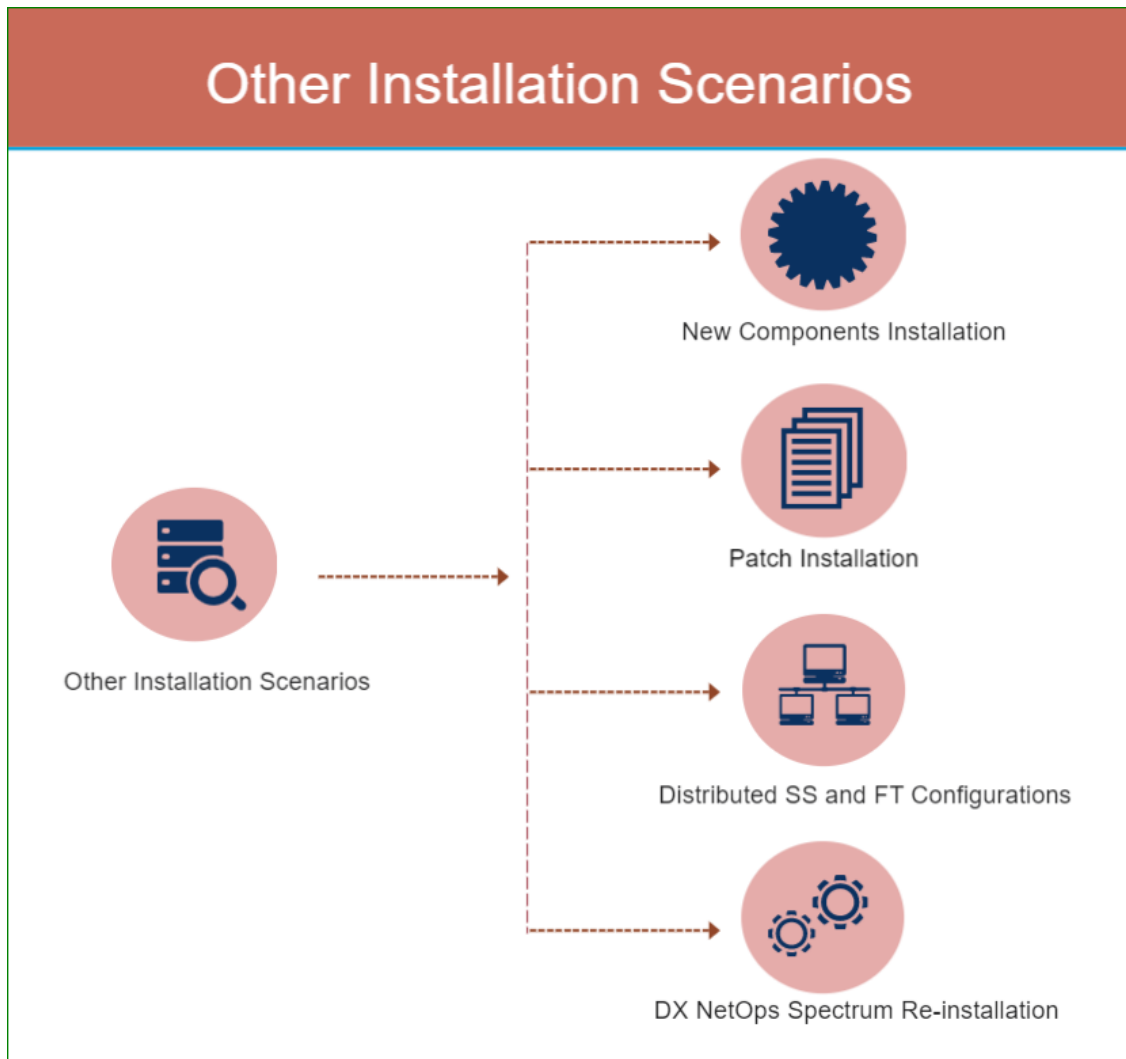 Other Installation Scenarios
New Components Installation
Patch Installation
Other Installation Scenarios
Distributed SS and FT Configurations
DX NetOps Spectrum Re-installation